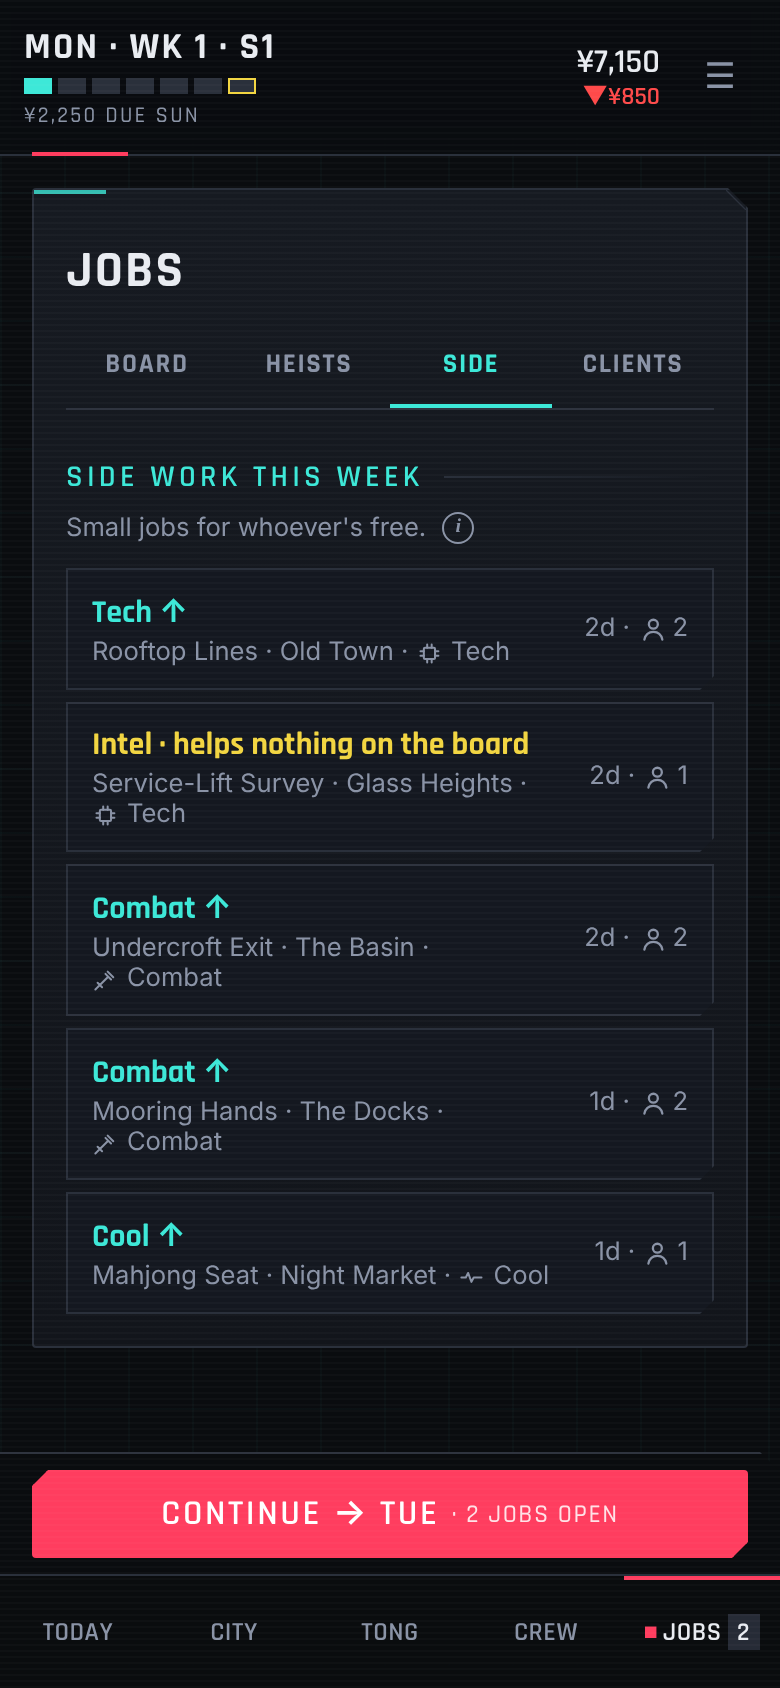 MON · WK 1 · S1
¥2,250 DUE SUN
¥7,150
▼¥850
JOBS
BOARD HEISTS SIDE CLIENTS
SIDE WORK THIS WEEK
Small jobs for whoever's free. i
Tech ↑
Rooftop Lines · Old Town · Tech
2d · 2
Intel · helps nothing on the board
Service-Lift Survey · Glass Heights ·
Tech
2d · 1
Combat ↑
Undercroft Exit · The Basin ·
Combat
2d · 2
Combat ↑
Mooring Hands · The Docks ·
Combat
1d · 2
Cool ↑
Mahjong Seat · Night Market · Cool
1d · 1
CONTINUE → TUE · 2 JOBS OPEN
TODAY CITY TONG CREW JOBS 2